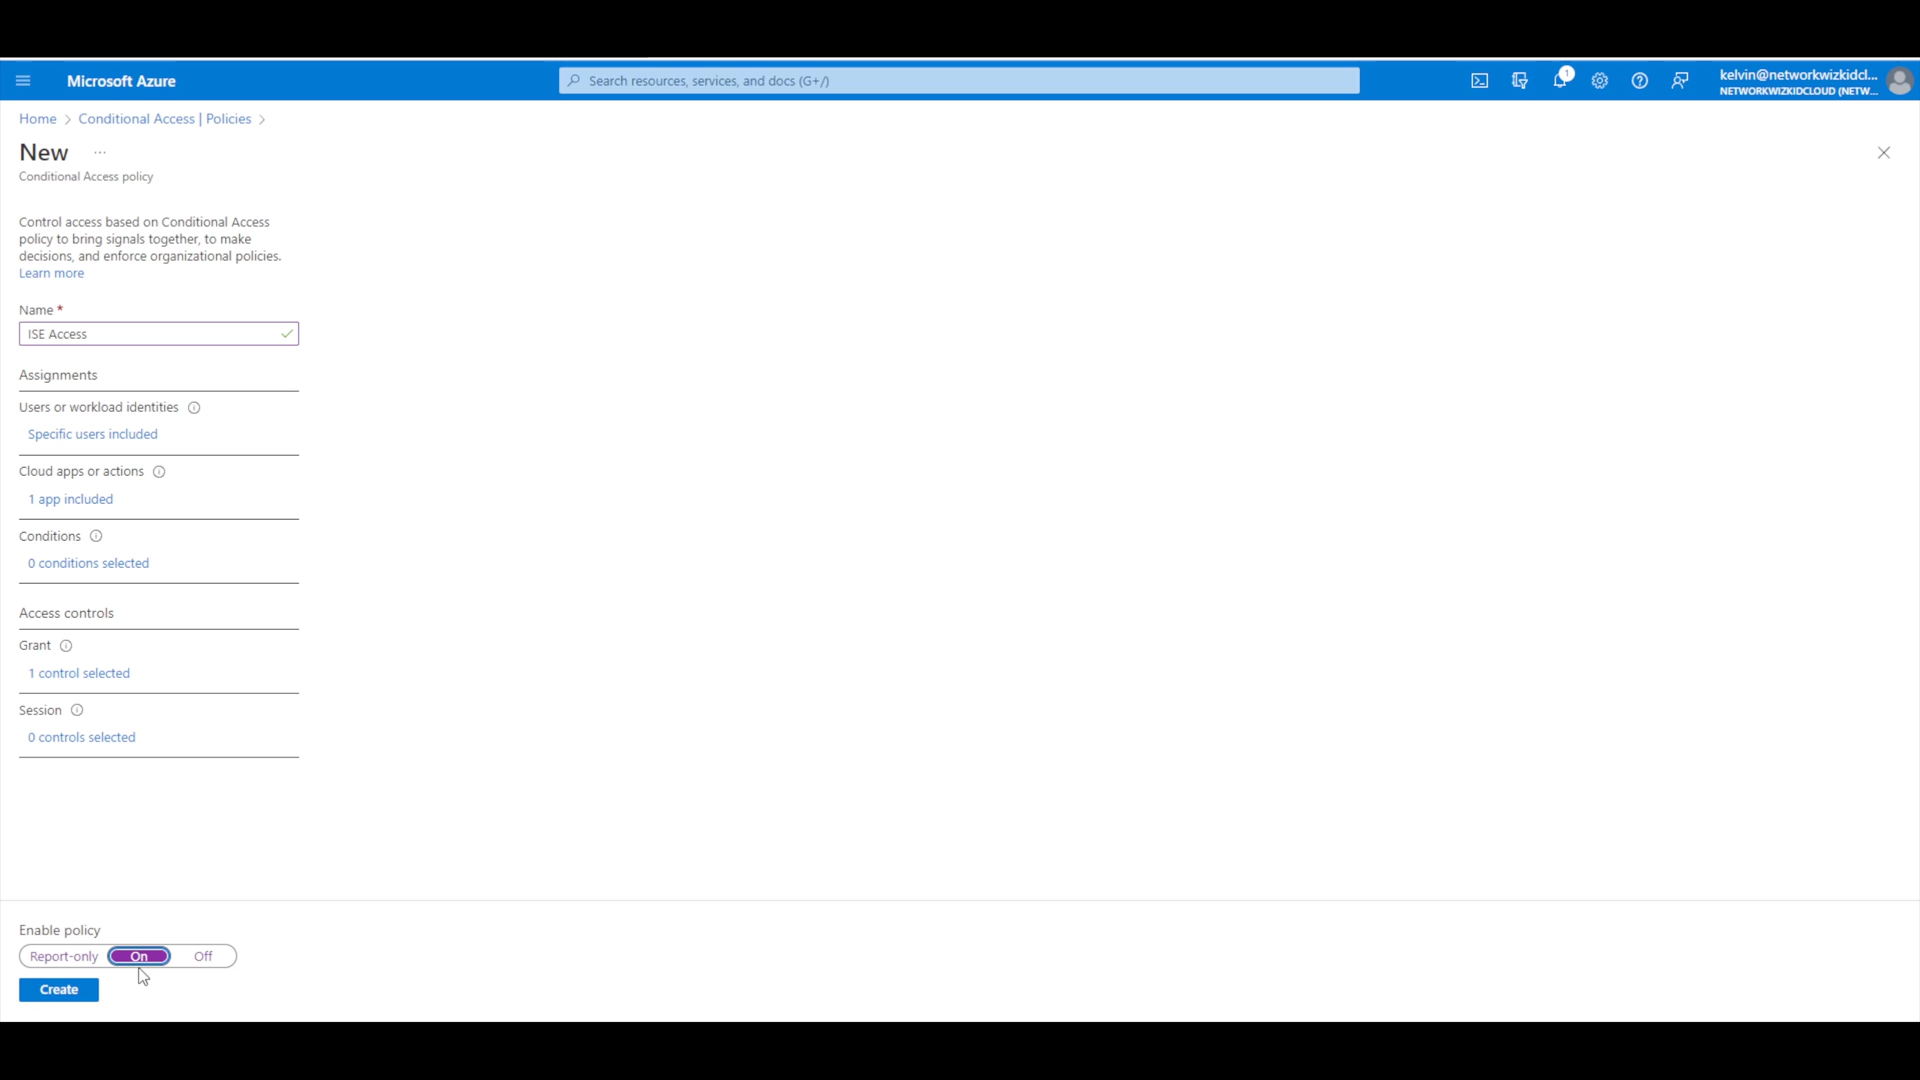 Microsoft Azure
Search resources, services, and docs (G+/)
1
kelvin@networkwizkidcl...
NETWORKWIZKIDCLOUD (NETW...
Home > Conditional Access | Policies >
New ...
Conditional Access policy
Control access based on Conditional Access
policy to bring signals together, to make
decisions, and enforce organizational policies.
Learn more
Name *
ISE Access
Assignments
Users or workload identities
Specific users included
Cloud apps or actions
1 app included
Conditions
0 conditions selected
Access controls
Grant
1 control selected
Session
0 controls selected
Enable policy
Report-only On Off
Create